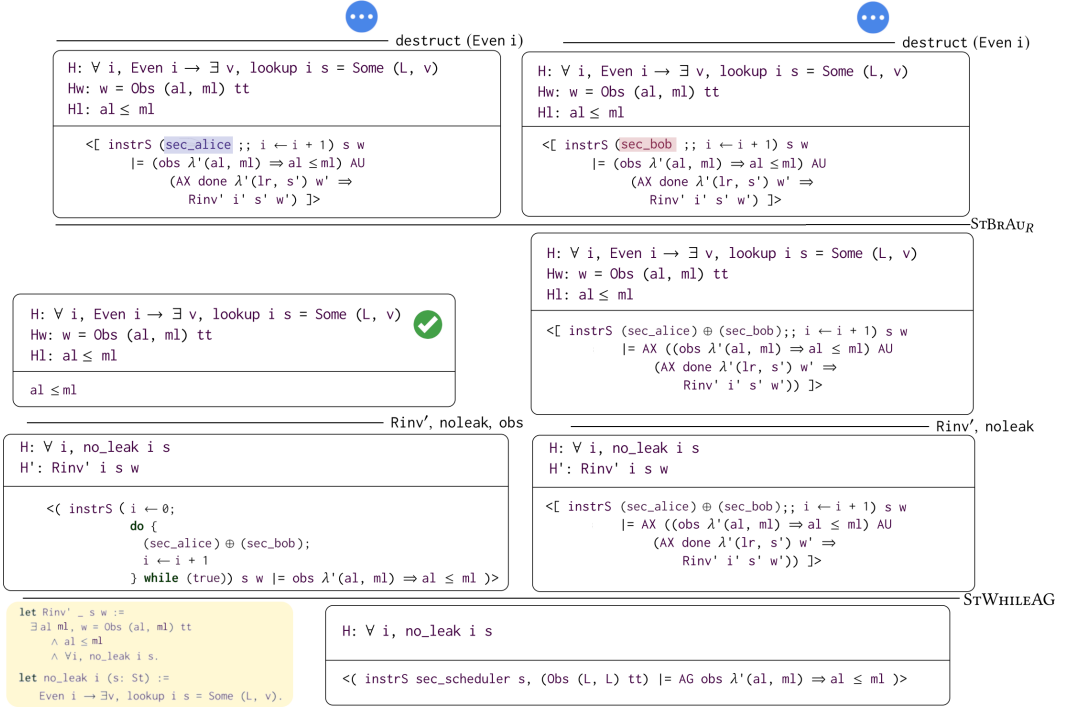 destruct (Even i)
H: ∀ i, Even i → ∃ v, lookup i s = Some (L, v)
Hw: w = Obs (al, ml) tt
Hl: al ≤ ml
<[ instrS (sec_alice ;; i ← i + 1) s w
|= (obs λ'(al, ml) ⇒ al ≤ ml) AU
(AX done λ'(lr, s') w' ⇒
Rinv' i' s' w') ]>
destruct (Even i)
H: ∀ i, Even i → ∃ v, lookup i s = Some (L, v)
Hw: w = Obs (al, ml) tt
Hl: al ≤ ml
<[ instrS (sec_bob ;; i ← i + 1) s w
|= (obs λ'(al, ml) ⇒ al ≤ ml) AU
(AX done λ'(lr, s') w' ⇒
Rinv' i' s' w') ]>
STBRAU_R
H: ∀ i, Even i → ∃ v, lookup i s = Some (L, v)
Hw: w = Obs (al, ml) tt
Hl: al ≤ ml
al ≤ ml
H: ∀ i, Even i → ∃ v, lookup i s = Some (L, v)
Hw: w = Obs (al, ml) tt
Hl: al ≤ ml
<[ instrS (sec_alice) ⊕ (sec_bob);; i ← i + 1) s w
|= AX ((obs λ'(al, ml) ⇒ al ≤ ml) AU
(AX done λ'(lr, s') w' ⇒
Rinv' i' s' w')) ]>
Rinv′, noleak, obs
H: ∀ i, no_leak i s
H': Rinv' i s w
<( instrS ( i ← 0;
do {
(sec_alice) ⊕ (sec_bob);
i ← i + 1
} while (true)) s w |= obs λ'(al, ml) ⇒ al ≤ ml )>
Rinv′, noleak
H: ∀ i, no_leak i s
H': Rinv' i s w
<[ instrS (sec_alice) ⊕ (sec_bob);; i ← i + 1) s w
|= AX ((obs λ'(al, ml) ⇒ al ≤ ml) AU
(AX done λ'(lr, s') w' ⇒
Rinv' i' s' w')) ]>
STWHILEAG
let Rinv' _ s w :=
∃ al ml, w = Obs (al, ml) tt
∧ al ≤ ml
∧ ∀i, no_leak i s.
let no_leak i (s: St) :=
Even i → ∃v, lookup i s = Some (L, v).
H: ∀ i, no_leak i s
<( instrS sec_scheduler s, (Obs (L, L) tt) |= AG obs λ'(al, ml) ⇒ al ≤ ml )>